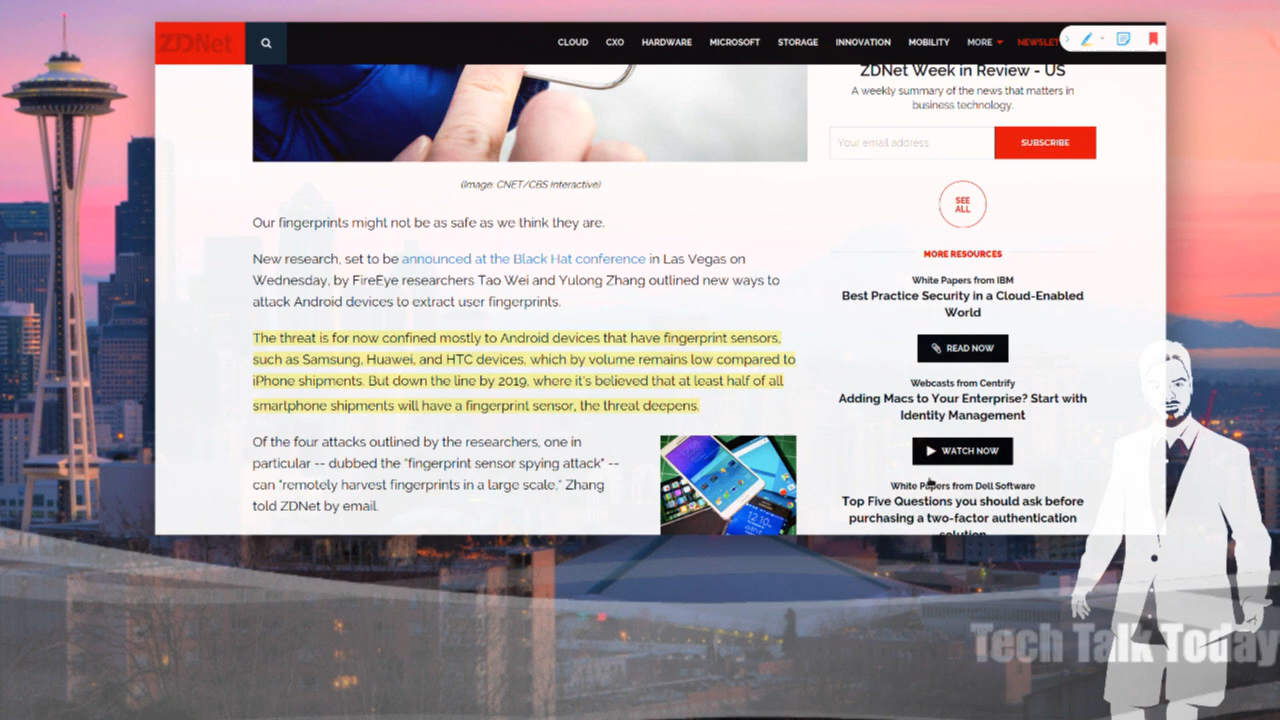 ZDNet
CLOUD CXO HARDWARE MICROSOFT STORAGE INNOVATION MOBILITY MORE NEWSLET
(Image: CNET/CBS Interactive)
Our fingerprints might not be as safe as we think they are.
New research, set to be announced at the Black Hat conference in Las Vegas on
Wednesday, by FireEye researchers Tao Wei and Yulong Zhang outlined new ways to
attack Android devices to extract user fingerprints.
The threat is for now confined mostly to Android devices that have fingerprint sensors,
such as Samsung, Huawei, and HTC devices, which by volume remains low compared to
iPhone shipments. But down the line by 2019, where it's believed that at least half of all
smartphone shipments will have a fingerprint sensor, the threat deepens.
Of the four attacks outlined by the researchers, one in
particular -- dubbed the "fingerprint sensor spying attack" --
can "remotely harvest fingerprints in a large scale," Zhang
told ZDNet by email.
12:10
ZDNet Week in Review - US
A weekly summary of the news that matters in
business technology.
Your email address
SUBSCRIBE
SEE
ALL
MORE RESOURCES
White Papers from IBM
Best Practice Security in a Cloud-Enabled
World
READ NOW
Webcasts from Centrify
Adding Macs to Your Enterprise? Start with
Identity Management
WATCH NOW
White Papers from Dell Software
Top Five Questions you should ask before
purchasing a two-factor authentication
solution
Tech Talk Today